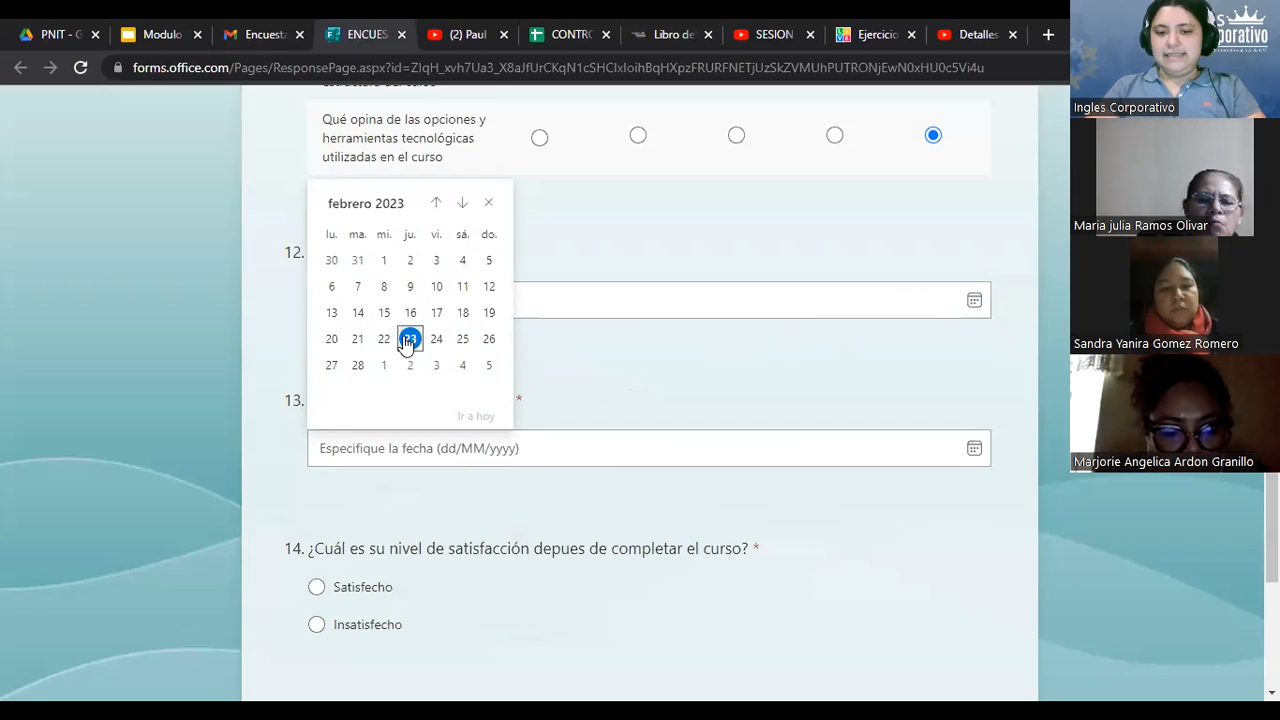 PNIT - G
Modulo
Encuest
ENCUES
(2) Paul
CONTRC
Libro de
SESION
Ejercicio
Detalles
forms.office.com/Pages/ResponsePage.aspx?id=
Qué opina de las opciones y
herramientas tecnológicas
utilizadas en el curso
febrero 2023
lu. ma. mi. ju. vi. sá. do.
30 31 1 2 3 4 5
6 7 8 9 10 11 12
13 14 15 16 17 18 19
20 21 22 23 24 25 26
27 28 1 2 3 4 5
Ir a hoy
12.
13. *
Especifique la fecha (dd/MM/yyyy)
14. ¿Cuál es su nivel de satisfacción depues de completar el curso? *
Satisfecho
Insatisfecho
Ingles Corporativo
Maria julia Ramos Olivar
Sandra Yanira Gomez Romero
Marjorie Angelica Ardon Granillo